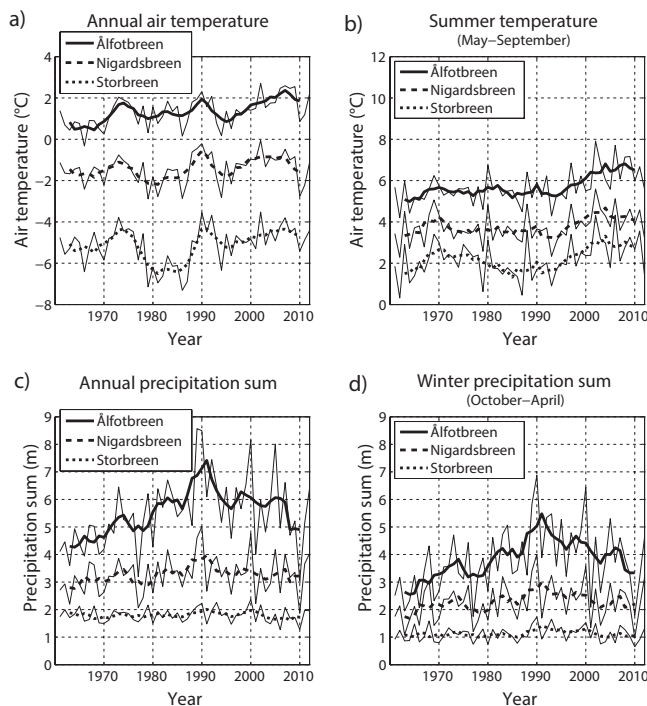 a)
Annual air temperature
Ålfotbreen
Nigardsbreen
Storbreen
Air temperature (°C)
4
2
0
−2
−4
−6
−8
1970 1980 1990 2000 2010
Year
b)
Summer temperature
(May−September)
Ålfotbreen
Nigardsbreen
Storbreen
Air temperature (°C)
12
10
8
6
4
2
0
1970 1980 1990 2000 2010
Year
c)
Annual precipitation sum
Ålfotbreen
Nigardsbreen
Storbreen
Precipitation sum (m)
9
8
7
6
5
4
3
2
1
0
1970 1980 1990 2000 2010
Year
d)
Winter precipitation sum
(October−April)
Ålfotbreen
Nigardsbreen
Storbreen
Precipitation sum (m)
9
8
7
6
5
4
3
2
1
0
1970 1980 1990 2000 2010
Year